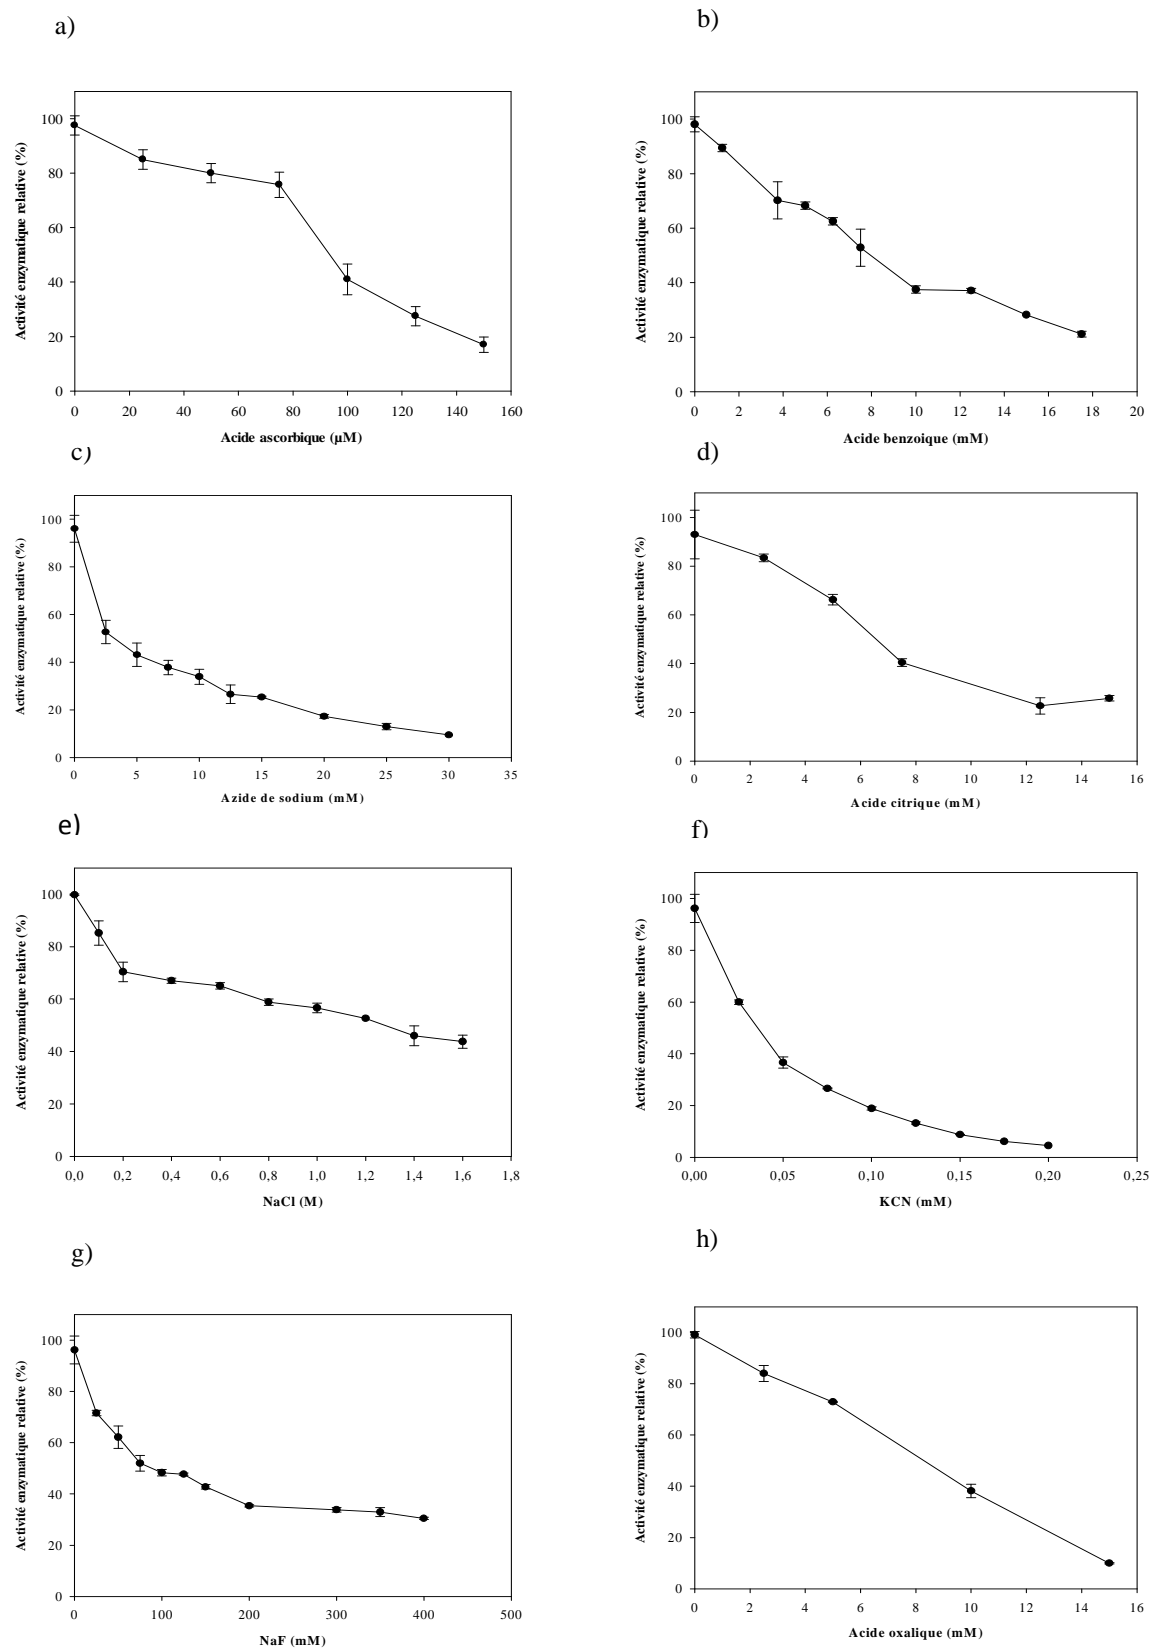 a)
b)
Activité enzymatique relative (%)
100
80
60
40
20
0
0 20 40 60 80 100 120 140 160
Acide ascorbique (µM)
Activité enzymatique relative (%)
100
80
60
40
20
0
0 2 4 6 8 10 12 14 16 18 20
Acide benzoique (mM)
c)
d)
Activité enzymatique relative (%)
100
80
60
40
20
0
0 5 10 15 20 25 30 35
Azide de sodium (mM)
Activité enzymatique relative (%)
100
80
60
40
20
0
0 2 4 6 8 10 12 14 16
Acide citrique (mM)
e)
f)
Activité enzymatique relative (%)
100
80
60
40
20
0
0,0 0,2 0,4 0,6 0,8 1,0 1,2 1,4 1,6 1,8
NaCl (M)
Activité enzymatique relative (%)
100
80
60
40
20
0
0,00 0,05 0,10 0,15 0,20 0,25
KCN (mM)
g)
h)
Activité enzymatique relative (%)
100
80
60
40
20
0
0 100 200 300 400 500
NaF (mM)
Activité enzymatique relative (%)
100
80
60
40
20
0
0 2 4 6 8 10 12 14 16
Acide oxalique (mM)